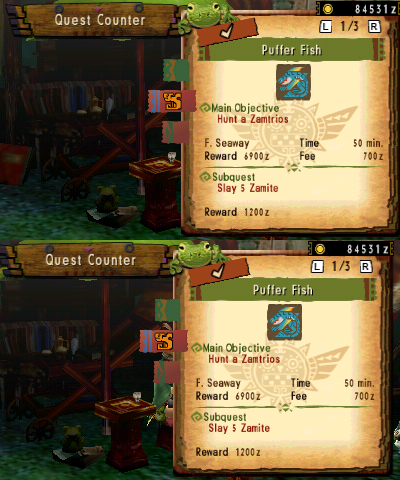 Quest Counter
84531z
L 1/3 R
Puffer Fish
Main Objective
Hunt a Zamtrios
F. Seaway Time 50 min.
Reward 6900z Fee 700z
Subquest
Slay 5 Zamite
Reward 1200z
Quest Counter
84531z
L 1/3 R
Puffer Fish
Main Objective
Hunt a Zamtrios
F. Seaway Time 50 min.
Reward 6900z Fee 700z
Subquest
Slay 5 Zamite
Reward 1200z